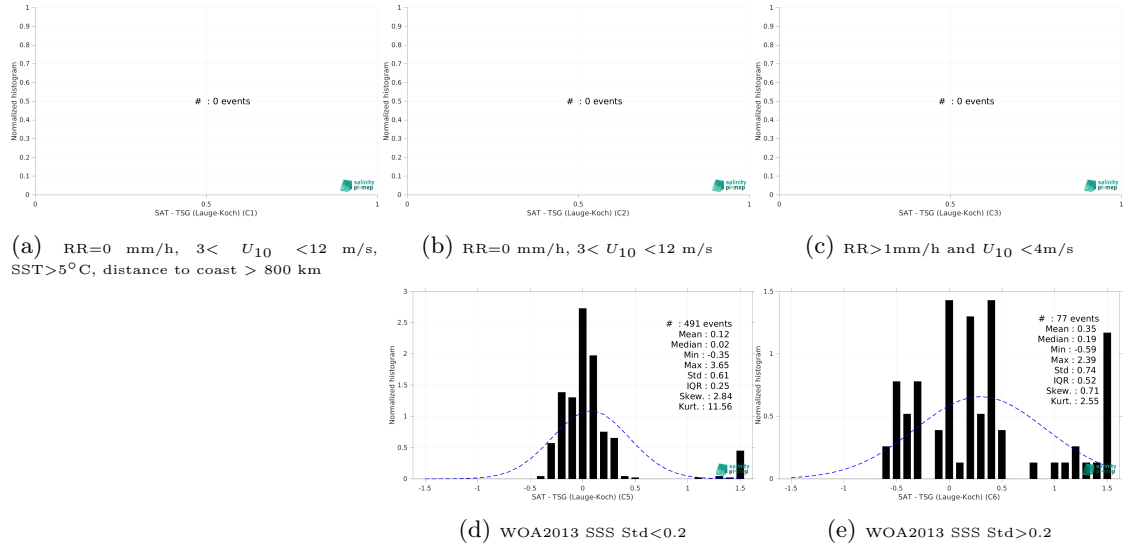 1
0.9
0.8
0.7
0.6
0.5
0.4
0.3
0.2
0.1
0
Normalized histogram
# : 0 events
salinity
pi-mep
0 0.5 1
SAT - TSG (Lauge-Koch) (C1)
(a) RR=0 mm/h, 3< U10 <12 m/s,
SST>5°C, distance to coast > 800 km
1
0.9
0.8
0.7
0.6
0.5
0.4
0.3
0.2
0.1
0
Normalized histogram
# : 0 events
salinity
pi-mep
0 0.5 1
SAT - TSG (Lauge-Koch) (C2)
(b) RR=0 mm/h, 3< U10 <12 m/s
1
0.9
0.8
0.7
0.6
0.5
0.4
0.3
0.2
0.1
0
Normalized histogram
# : 0 events
salinity
pi-mep
0 0.5 1
SAT - TSG (Lauge-Koch) (C3)
(c) RR>1mm/h and U10 <4m/s
3
2.5
2
1.5
1
0.5
0
Normalized histogram
# : 491 events
Mean : 0.12
Median : 0.02
Min : -0.35
Max : 3.65
Std : 0.61
IQR : 0.25
Skew. : 2.84
Kurt. : 11.56
salinity
pi-mep
-1.5 -1 -0.5 0 0.5 1 1.5
SAT - TSG (Lauge-Koch) (C5)
(d) WOA2013 SSS Std<0.2
1.5
1
0.5
0
Normalized histogram
# : 77 events
Mean : 0.35
Median : 0.19
Min : -0.59
Max : 2.39
Std : 0.74
IQR : 0.52
Skew. : 0.71
Kurt. : 2.55
salinity
pi-mep
-1.5 -1 -0.5 0 0.5 1 1.5
SAT - TSG (Lauge-Koch) (C6)
(e) WOA2013 SSS Std>0.2